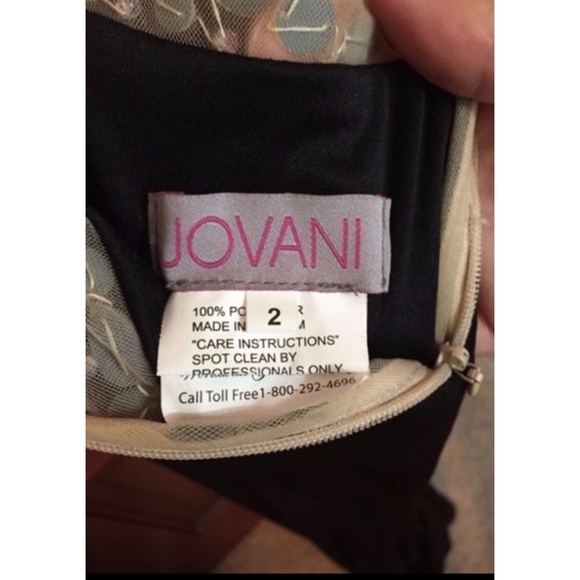 JOVANI
2
100% PO R
MADE IN M
"CARE INSTRUCTIONS"
SPOT CLEAN BY
PROFESSIONALS ONLY
Call Toll Free1-800-292-4696